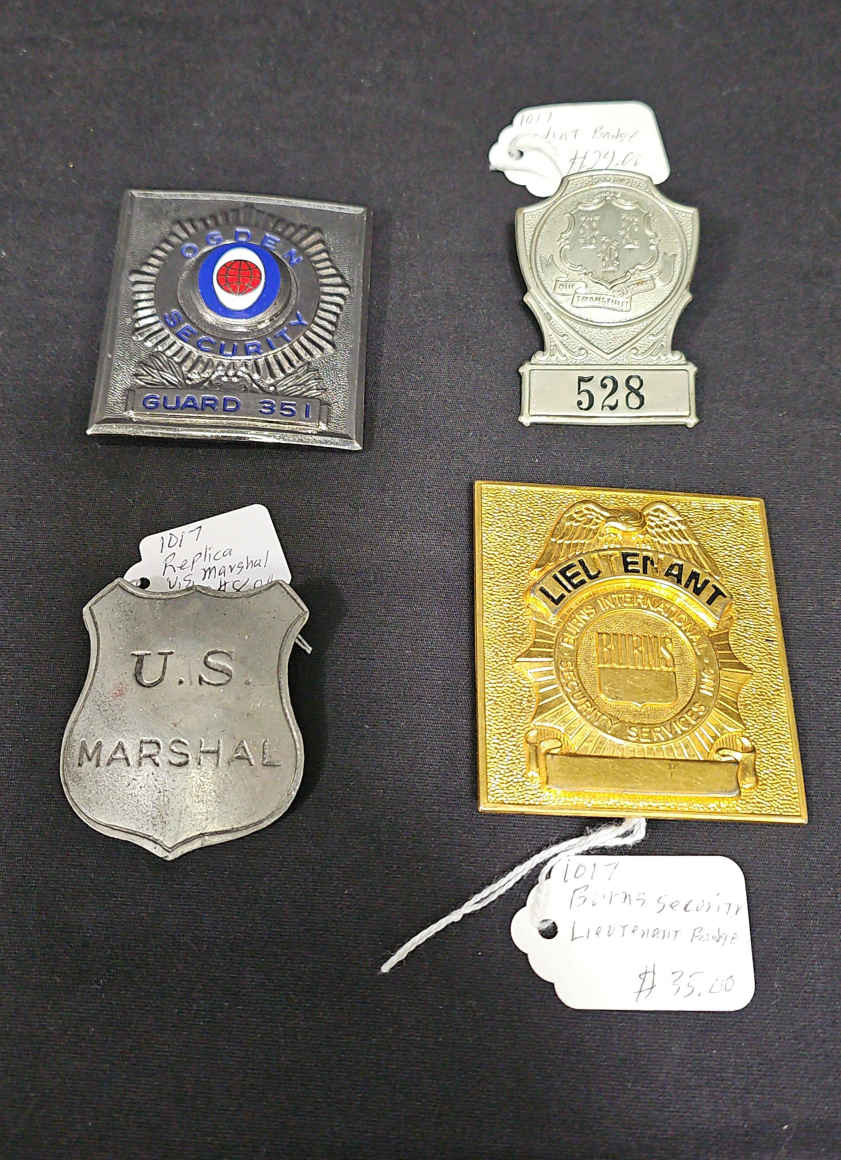 OGDEN
SECURITY
GUARD 351
1017
Badge
TRANSTULIT
528
1017
Replica
U.S. Marshal
U.S.
MARSHAL
LIEUTENANT
BURNS INTERNATIONAL
SECURITY SERVICES INC.
BURNS
1017
Burns Security
Lieutenant Badge
$ 35.00